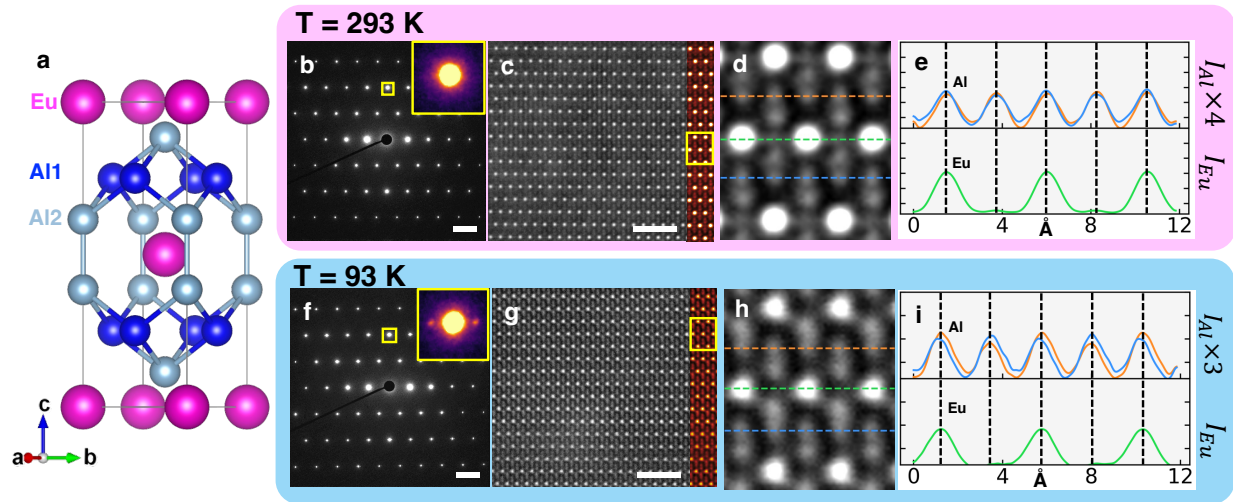 T = 293 K
a
Eu
Al1
Al2
c
a
b
b
c
d
e
Al
Eu
I_Al×4
I_Eu
0
4
Å
8
12
T = 93 K
f
g
h
i
Al
Eu
I_Al×3
I_Eu
0
4
Å
8
12